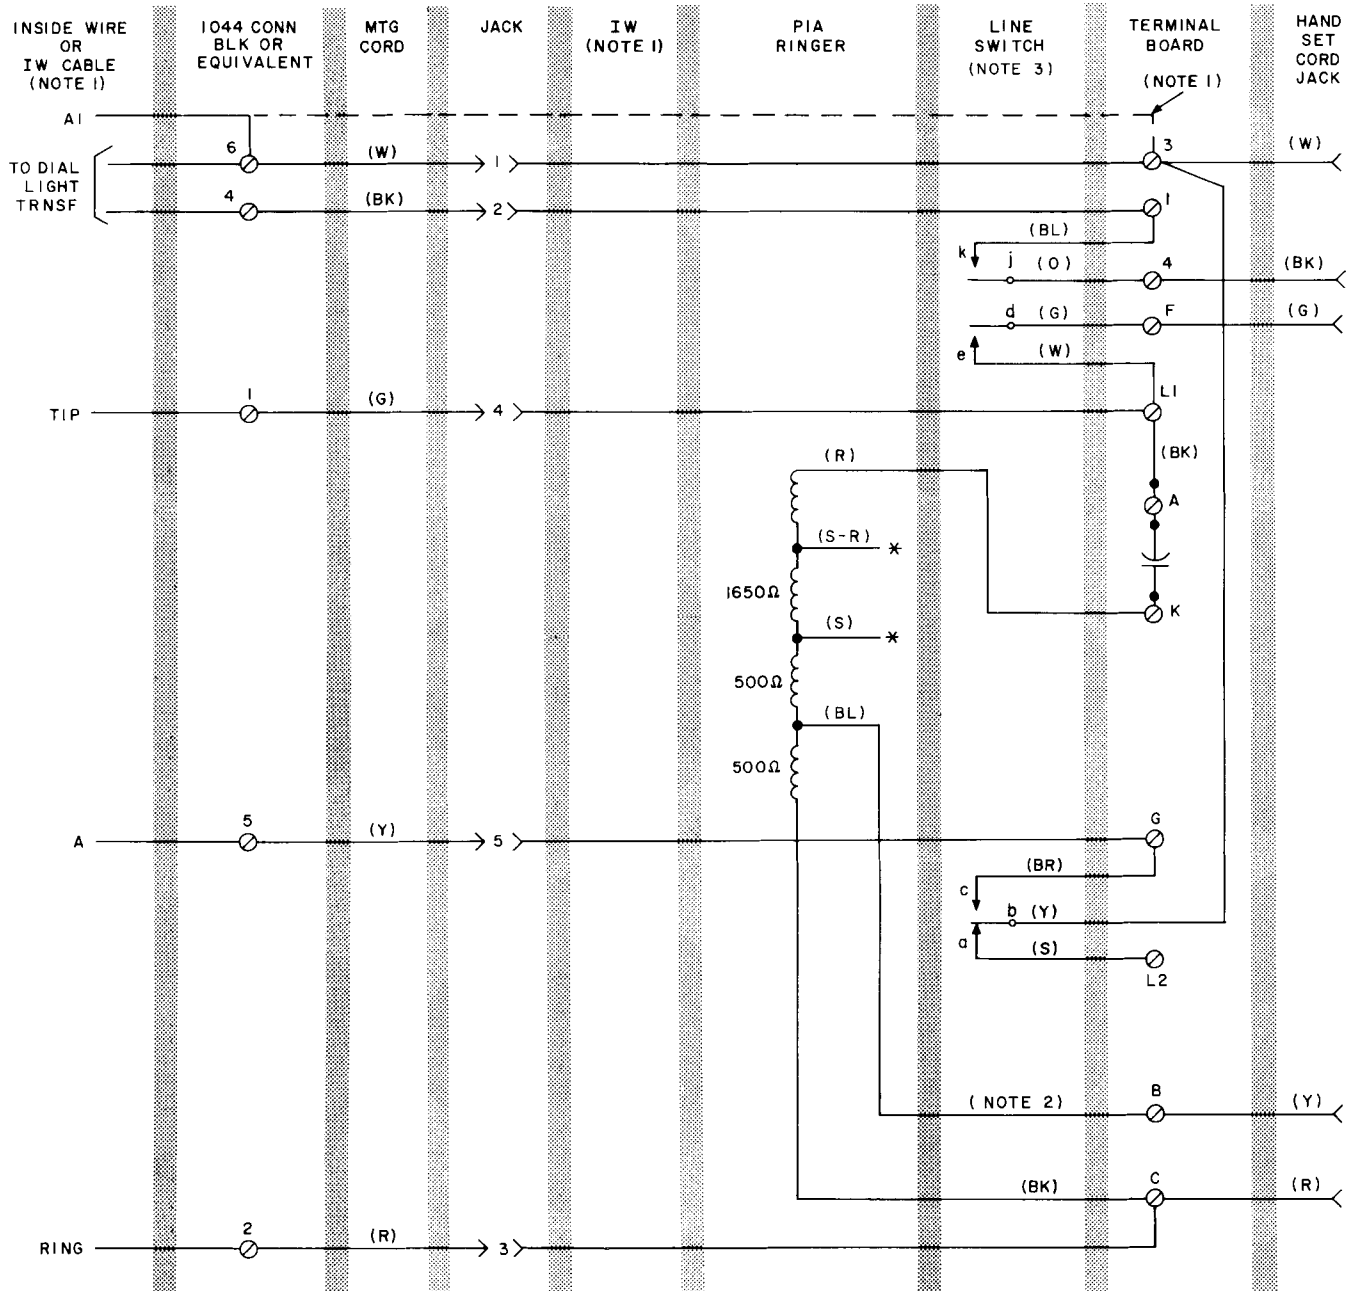 INSIDE WIRE
OR
IW CABLE
(NOTE 1)
1044 CONN
BLK OR
EQUIVALENT
MTG
CORD
JACK
IW
(NOTE 1)
P1A
RINGER
LINE
SWITCH
(NOTE 3)
TERMINAL
BOARD
(NOTE 1)
HAND
SET
CORD
JACK
A1
TO DIAL
LIGHT
TRNSF
6
(W)
1
3
(W)
4
(BK)
2
1
(BL)
k
j
(O)
4
(BK)
d
(G)
F
(G)
e
(W)
TIP
1
(G)
4
L1
(BK)
(R)
A
(S-R)
*
1650Ω
K
(S)
*
500Ω
(BL)
500Ω
A
5
(Y)
5
G
(BR)
c
b
(Y)
a
(S)
L2
(NOTE 2)
B
(Y)
(BK)
C
(R)
RING
2
(R)
3